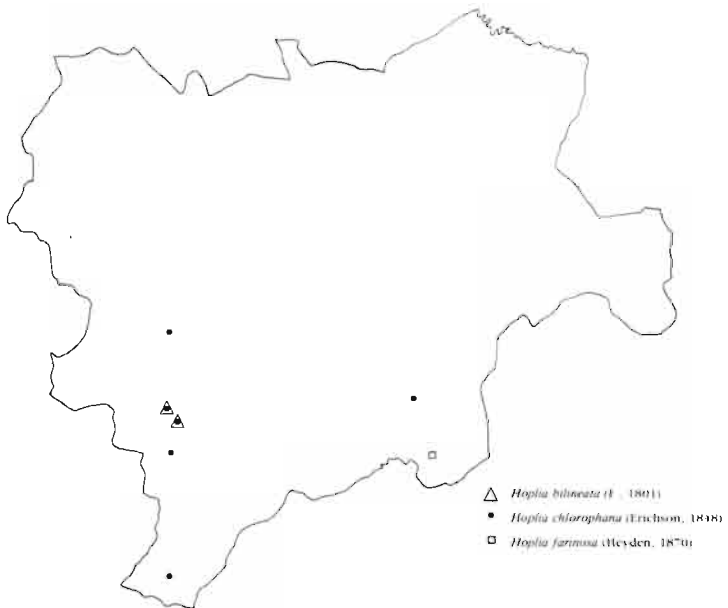 Hoplia bilineata (F., 1801)
Hoplia chlorophana (Erichson, 1848)
Hoplia farinosa (Heyden, 1870)